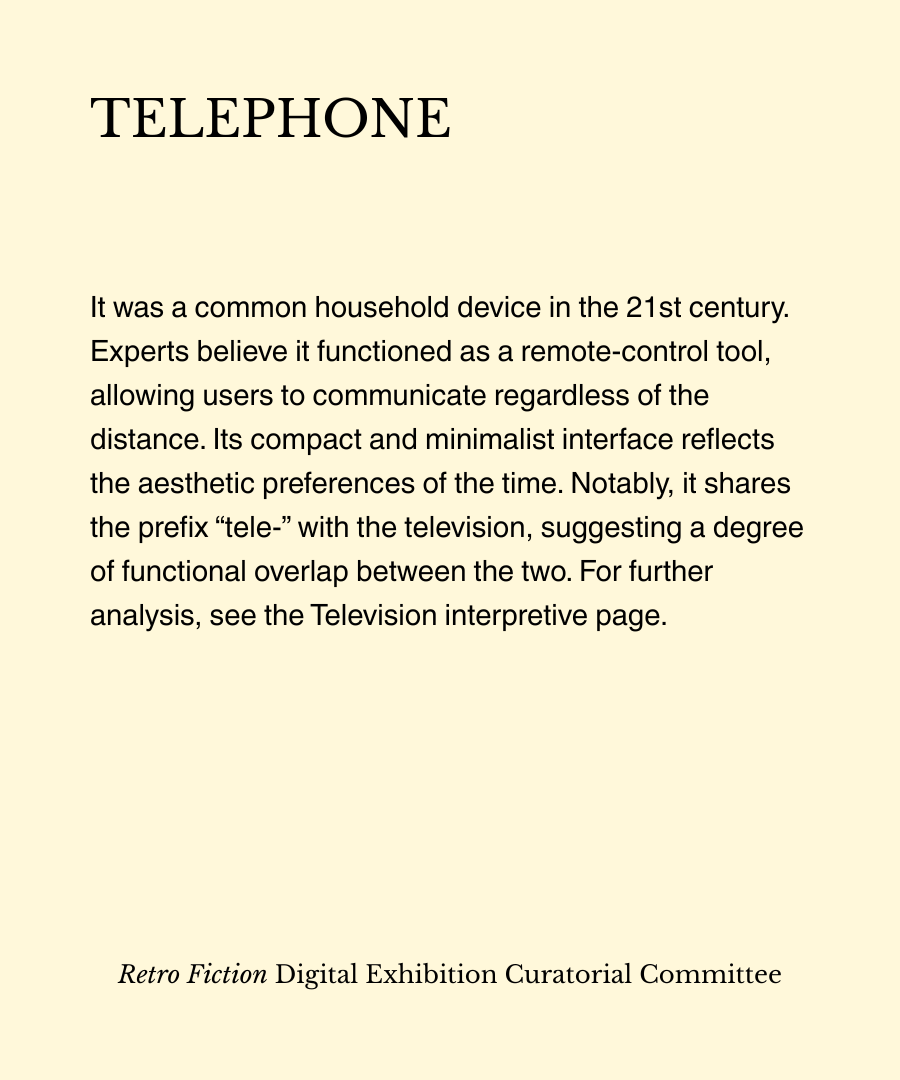 TELEPHONE
It was a common household device in the 21st century.
Experts believe it functioned as a remote-control tool,
allowing users to communicate regardless of the
distance. Its compact and minimalist interface reflects
the aesthetic preferences of the time. Notably, it shares
the prefix “tele-” with the television, suggesting a degree
of functional overlap between the two. For further
analysis, see the Television interpretive page.
Retro Fiction Digital Exhibition Curatorial Committee